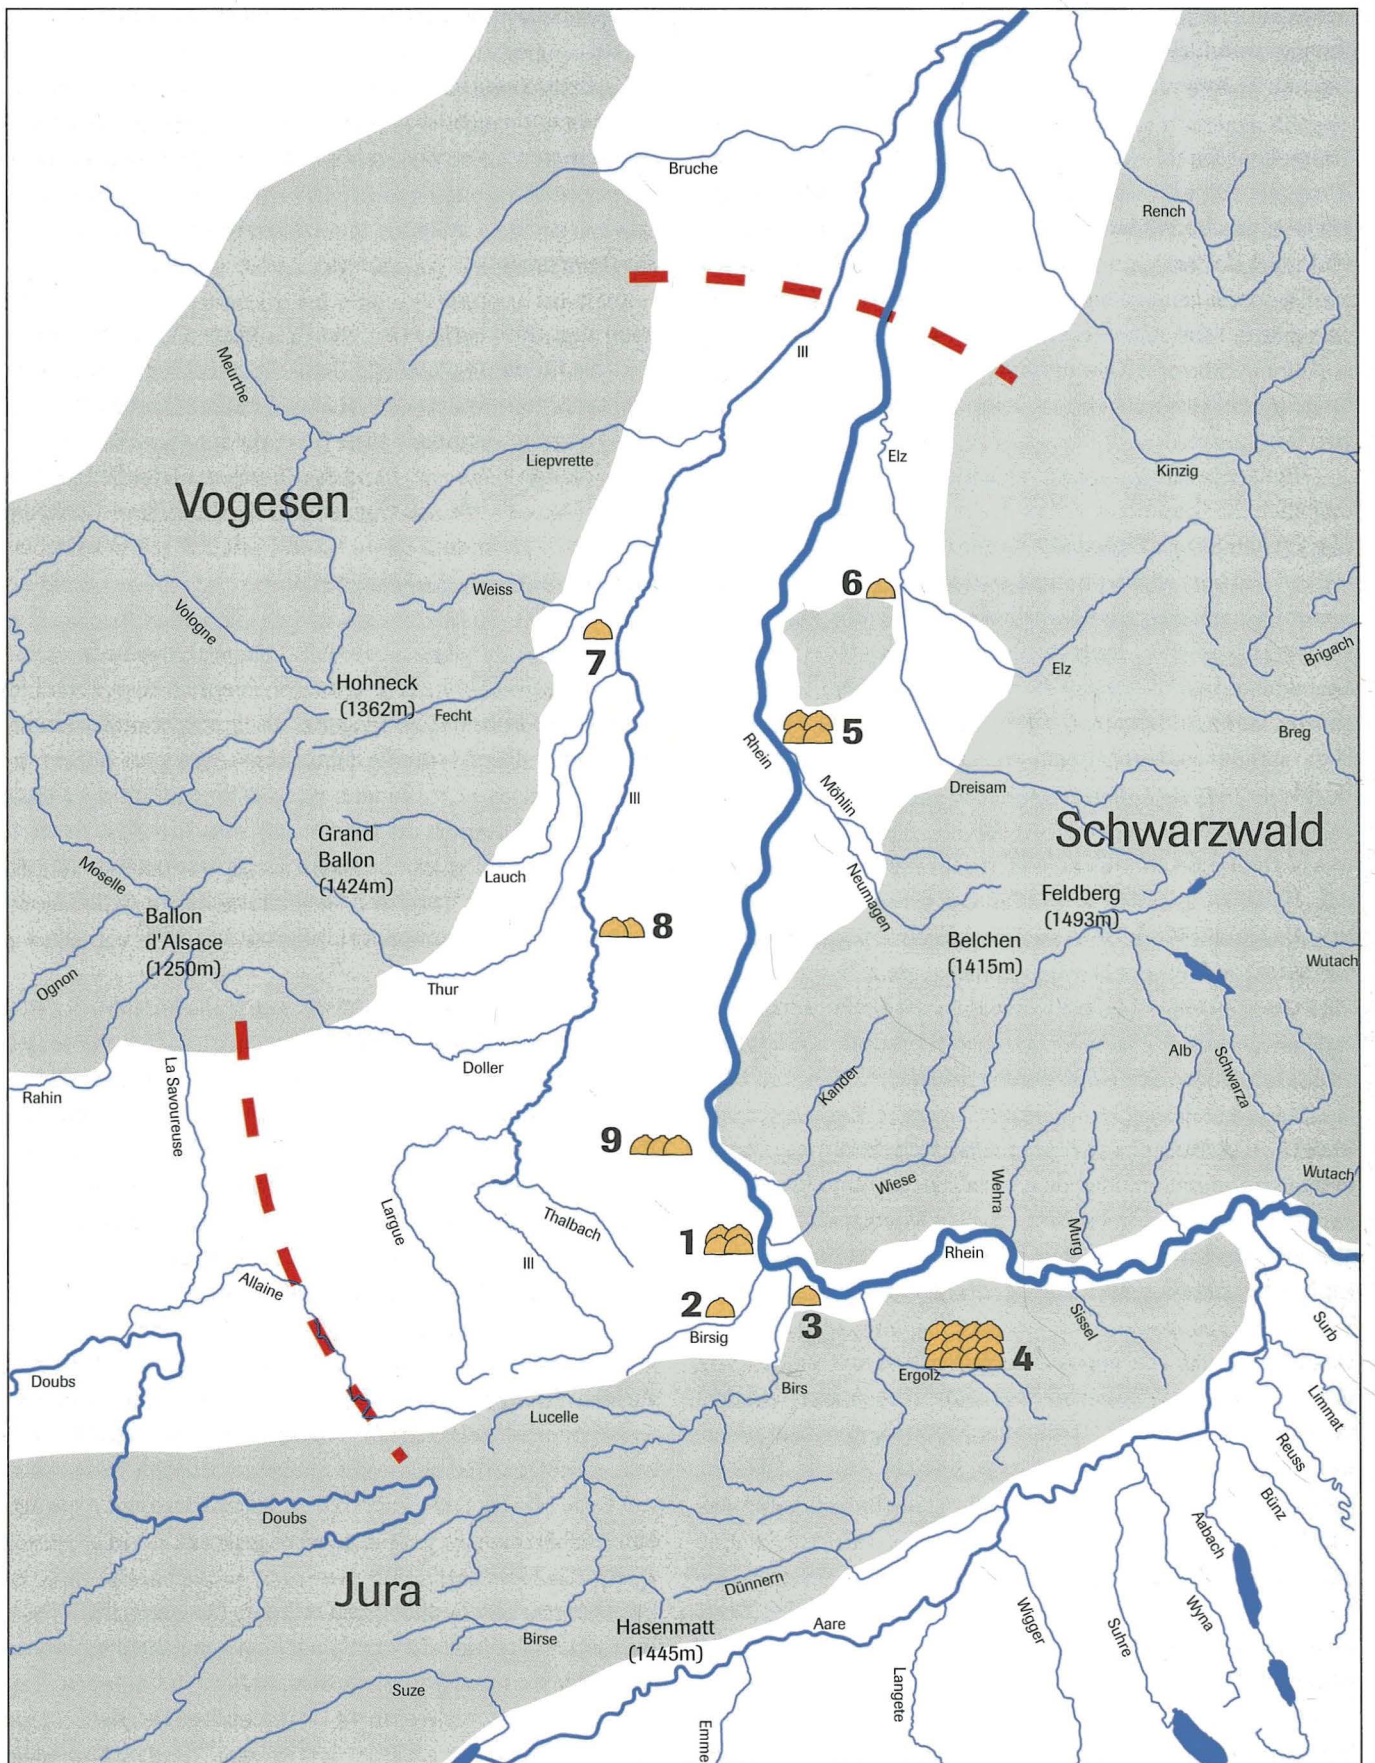 Bruche
Rench
Ill
Meurthe
Elz
Liepvrette
Kinzig
Vogesen
6
Weiss
Vologne
7
Brigach
Elz
Hohneck
(1362m)
Fecht
5
Breg
Rhein
Möhlin
Dreisam
Ill
Schwarzwald
Grand
Ballon
(1424m)
Moselle
Lauch
Neumagen
Feldberg
(1493m)
Ballon
d'Alsace
(1250m)
8
Belchen
(1415m)
Wutach
Ognon
Thur
Alb
Schwarza
Doller
La Savoureuse
Kander
Rahin
9
Wiese
Wehra
Wutach
Largue
Thalbach
1
Murg
Rhein
Ill
Allaine
2
3
Sissel
Surb
Birsig
4
Doubs
Ergolz
Birs
Limmat
Lucelle
Reuss
Bünz
Doubs
Aabach
Jura
Dünnern
Hasenmatt
(1445m)
Aare
Wigger
Suhre
Wyna
Birse
Suze
Langete
Emme